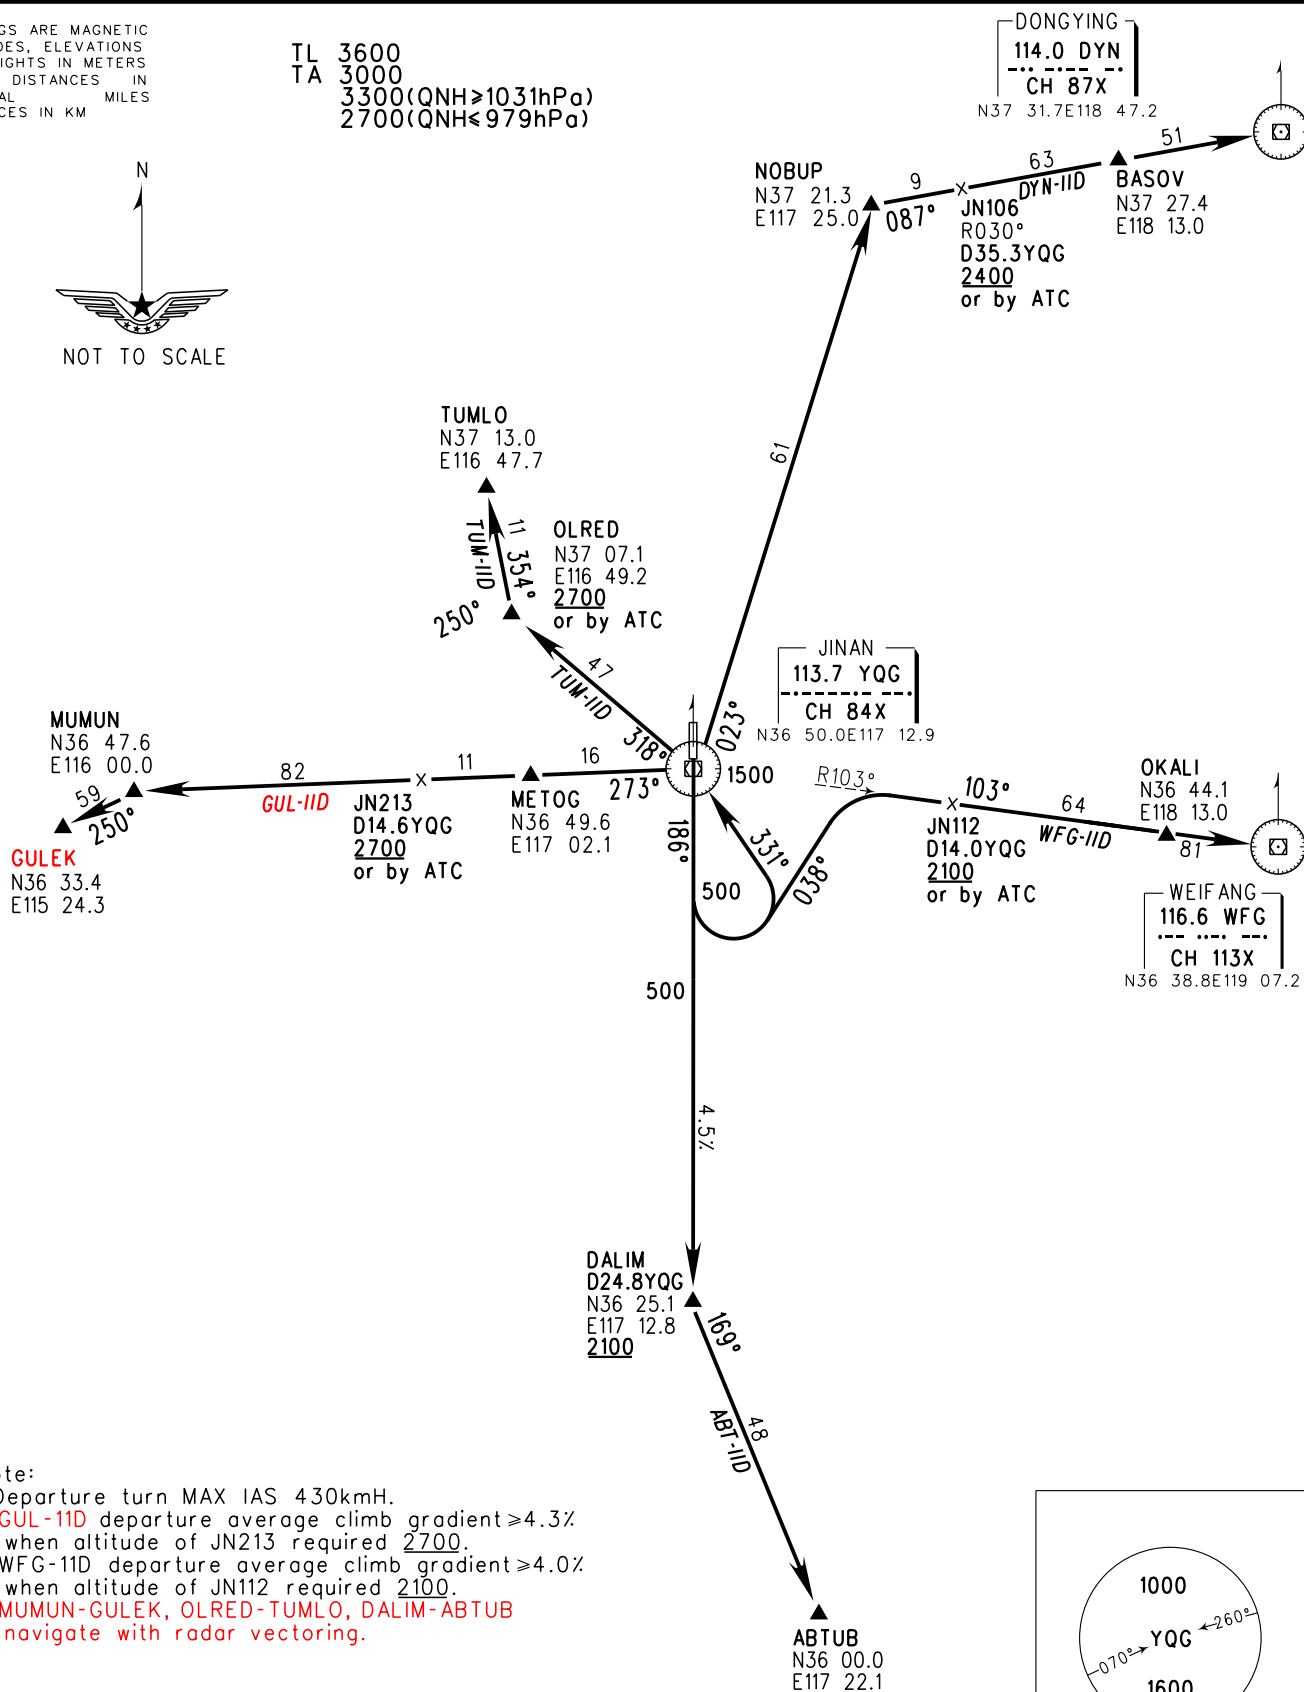 GS ARE MAGNETIC
DES, ELEVATIONS
IGHTS IN METERS
DISTANCES IN
AL MILES
CES IN KM
TL 3600
TA 3000
3300(QNH≥1031hPa)
2700(QNH≤979hPa)
N
NOT TO SCALE
DONGYING
114.0 DYN
CH 87X
N37 31.7E118 47.2
NOBUP
N37 21.3
E117 25.0
087°
9
JN106
R030°
D35.3YQG
2400
or by ATC
63
DYN-11D
BASOV
N37 27.4
E118 13.0
51
61
023°
TUMLO
N37 13.0
E116 47.7
11
354°
TUM-11D
OLRED
N37 07.1
E116 49.2
2700
or by ATC
250°
47
TUM-11D
318°
JINAN
113.7 YQG
CH 84X
N36 50.0E117 12.9
1500
MUMUN
N36 47.6
E116 00.0
59
250°
GULEK
N36 33.4
E115 24.3
82
GUL-11D
11
JN213
D14.6YQG
2700
or by ATC
16
METOG
N36 49.6
E117 02.1
273°
186°
331°
038°
500
500
R103°
103°
JN112
D14.0YQG
2100
or by ATC
64
WFG-11D
OKALI
N36 44.1
E118 13.0
81
WEIFANG
116.6 WFG
CH 113X
N36 38.8E119 07.2
4.5%
DALIM
D24.8YQG
N36 25.1
E117 12.8
2100
169°
48
ABT-11D
ABTUB
N36 00.0
E117 22.1
te:
Departure turn MAX IAS 430kmH.
GUL-11D departure average climb gradient≥4.3%
when altitude of JN213 required 2700.
WFG-11D departure average climb gradient≥4.0%
when altitude of JN112 required 2100.
MUMUN-GULEK, OLRED-TUMLO, DALIM-ABTUB
navigate with radar vectoring.
1000
260°
YQG
070°
1600